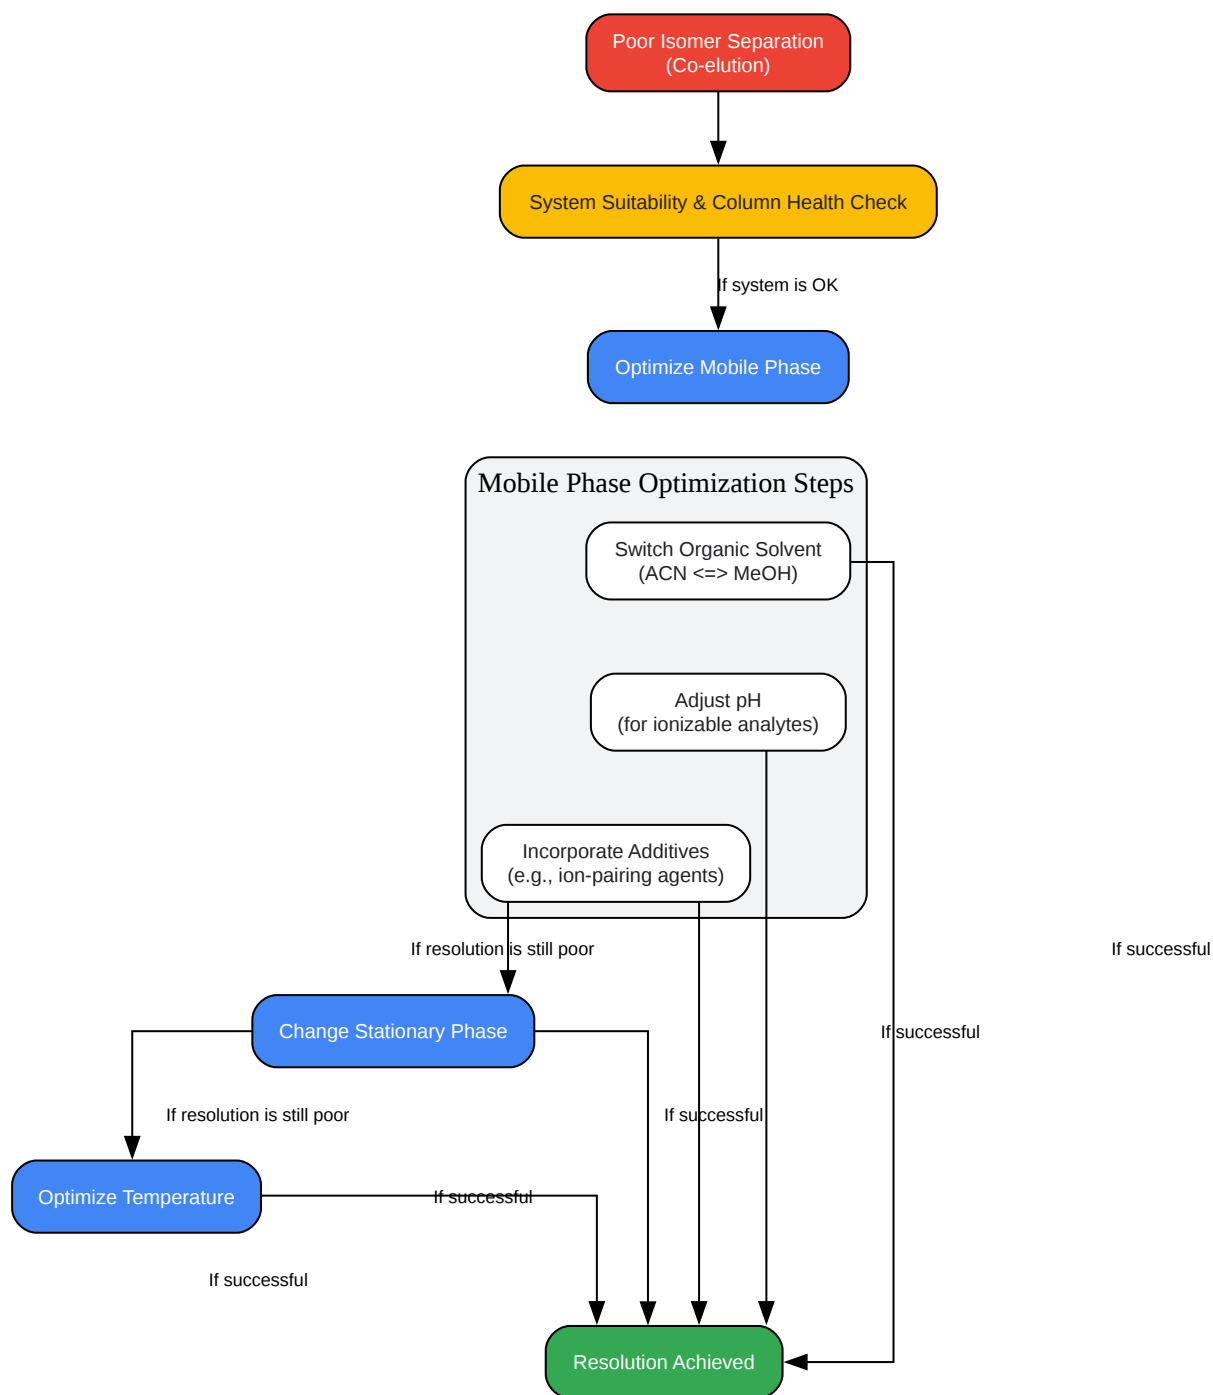 Poor Isomer Separation
(Co-elution)
System Suitability & Column Health Check
If system is OK
Optimize Mobile Phase
Mobile Phase Optimization Steps
Switch Organic Solvent
(ACN <=> MeOH)
Adjust pH
(for ionizable analytes)
Incorporate Additives
(e.g., ion-pairing agents)
If resolution is still poor
If successful
Change Stationary Phase
If successful
If resolution is still poor
If successful
Optimize Temperature
If successful
If successful
Resolution Achieved